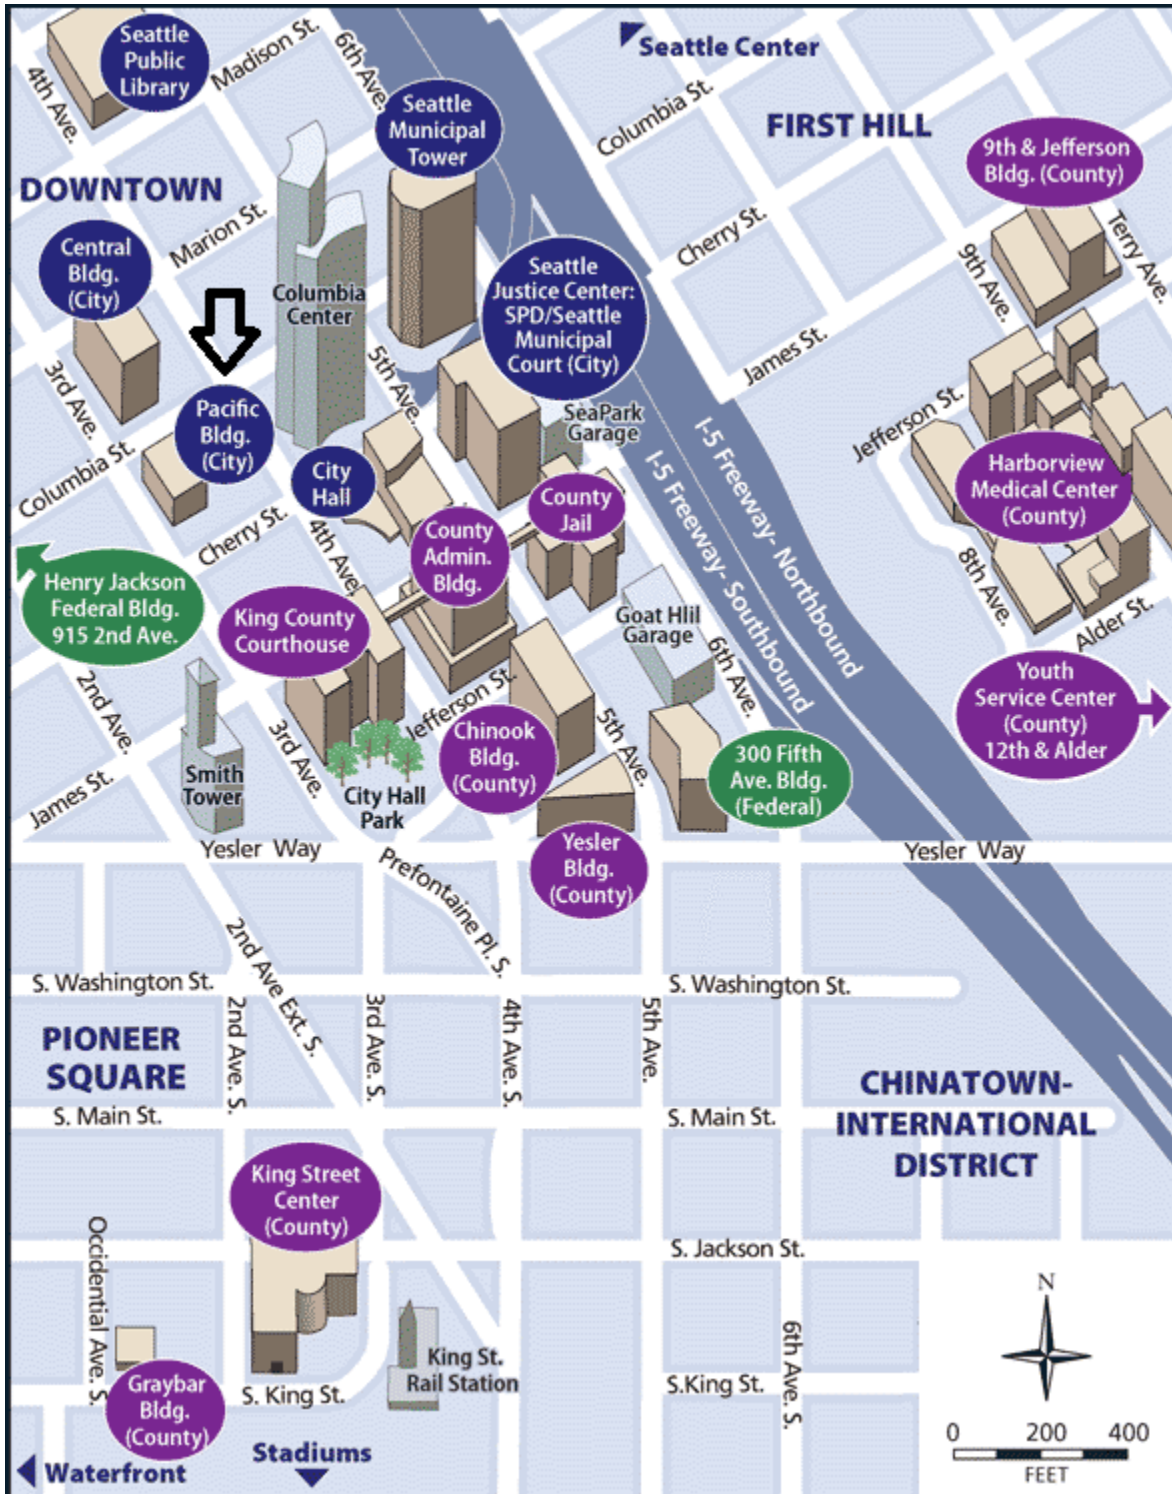 Seattle
Public
Library
4th Ave.
Madison St.
6th Ave.
Seattle Center
Seattle
Municipal
Tower
Columbia St.
FIRST HILL
9th & Jefferson
Bldg. (County)
DOWNTOWN
Marion St.
Central
Bldg.
(City)
Columbia
Center
Seattle
Justice Center:
SPD/Seattle
Municipal
Court (City)
Cherry St.
9th Ave.
Terry Ave.
3rd Ave.
5th Ave.
James St.
Pacific
Bldg.
(City)
SeaPark
Garage
Jefferson St.
I-5 Freeway- Northbound
I-5 Freeway- Southbound
Columbia St.
City
Hall
County
Jail
Harborview
Medical Center
(County)
Cherry St.
4th Ave.
County
Admin.
Bldg.
Henry Jackson
Federal Bldg.
915 2nd Ave.
King County
Courthouse
Goat HIil
Garage
8th Ave.
Alder St.
2nd Ave.
3rd Ave.
Jefferson St.
6th Ave.
5th Ave.
Youth
Service Center
(County)
12th & Alder
Smith
Tower
James St.
City Hall
Park
Chinook
Bldg.
(County)
300 Fifth
Ave. Bldg.
(Federal)
Yesler Way
Prefontaine Pl. S.
Yesler
Bldg.
(County)
Yesler Way
2nd Ave Ext. S.
S. Washington St.
S. Washington St.
2nd Ave. S.
3rd Ave. S.
4th Ave. S.
5th Ave.
PIONEER
SQUARE
CHINATOWN-
INTERNATIONAL
DISTRICT
S. Main St.
S. Main St.
King Street
Center
(County)
Occidental Ave. S.
S. Jackson St.
N
King St.
Rail Station
6th Ave. S.
Graybar
Bldg.
(County)
S. King St.
S.King St.
0 200 400
FEET
Stadiums
Waterfront